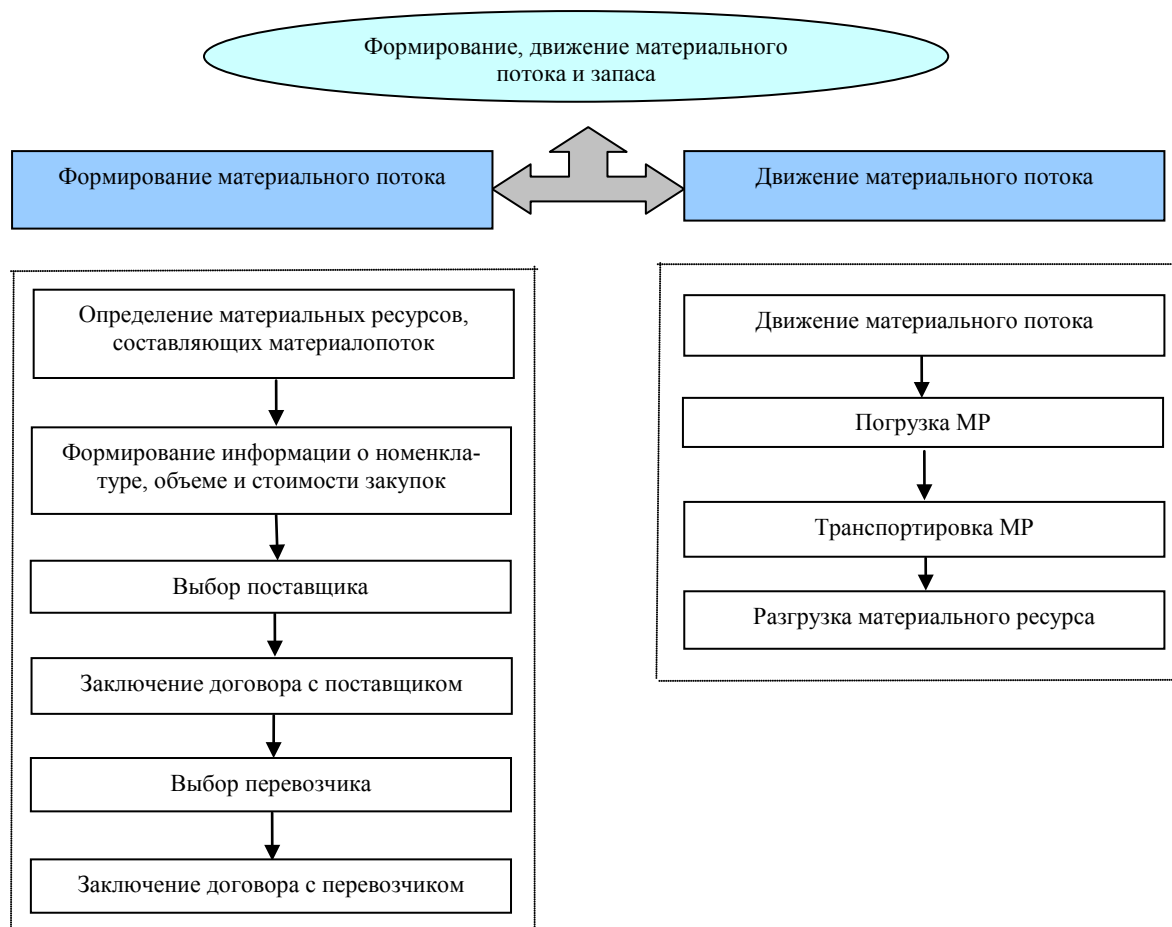 Формирование, движение материального
потока и запаса
Формирование материального потока
Движение материального потока
Определение материальных ресурсов,
составляющих материалопоток
Формирование информации о номенкла-
туре, объеме и стоимости закупок
Выбор поставщика
Заключение договора с поставщиком
Выбор перевозчика
Заключение договора с перевозчиком
Движение материального потока
Погрузка МР
Транспортировка МР
Разгрузка материального ресурса